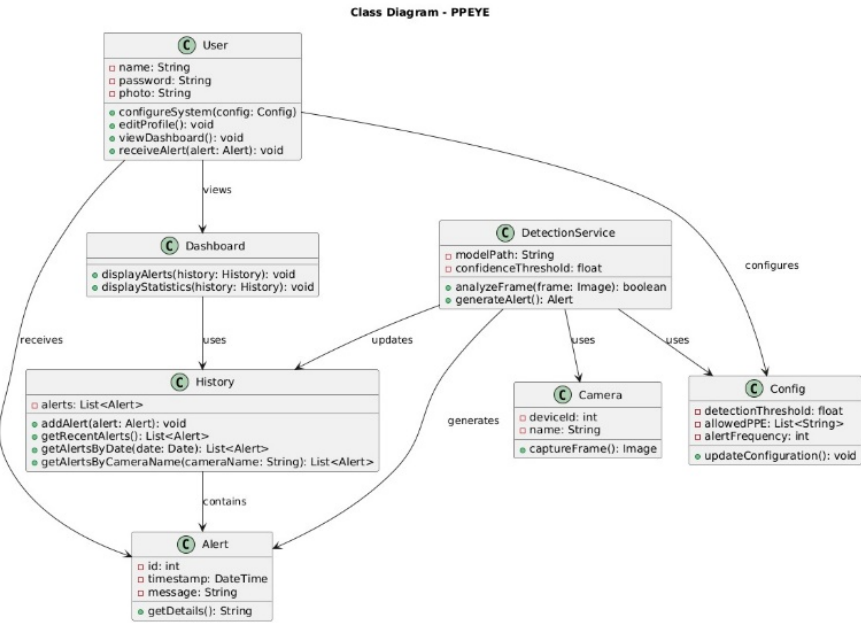 Class Diagram - PPEYE
C User
name: String
password: String
photo: String
configureSystem(config: Config)
editProfile(): void
viewDashboard(): void
receiveAlert(alert: Alert): void
views
configures
receives
C Dashboard
displayAlerts(history: History): void
displayStatistics(history: History): void
C DetectionService
modelPath: String
confidenceThreshold: float
analyzeFrame(frame: Image): boolean
generateAlert(): Alert
uses
updates
uses
uses
generates
C History
alerts: List<Alert>
addAlert(alert: Alert): void
getRecentAlerts(): List<Alert>
getAlertsByDate(date: Date): List<Alert>
getAlertsByCameraName(cameraName: String): List<Alert>
C Camera
deviceId: int
name: String
captureFrame(): Image
C Config
detectionThreshold: float
allowedPPE: List<String>
alertFrequency: int
updateConfiguration(): void
contains
C Alert
id: int
timestamp: DateTime
message: String
getDetails(): String